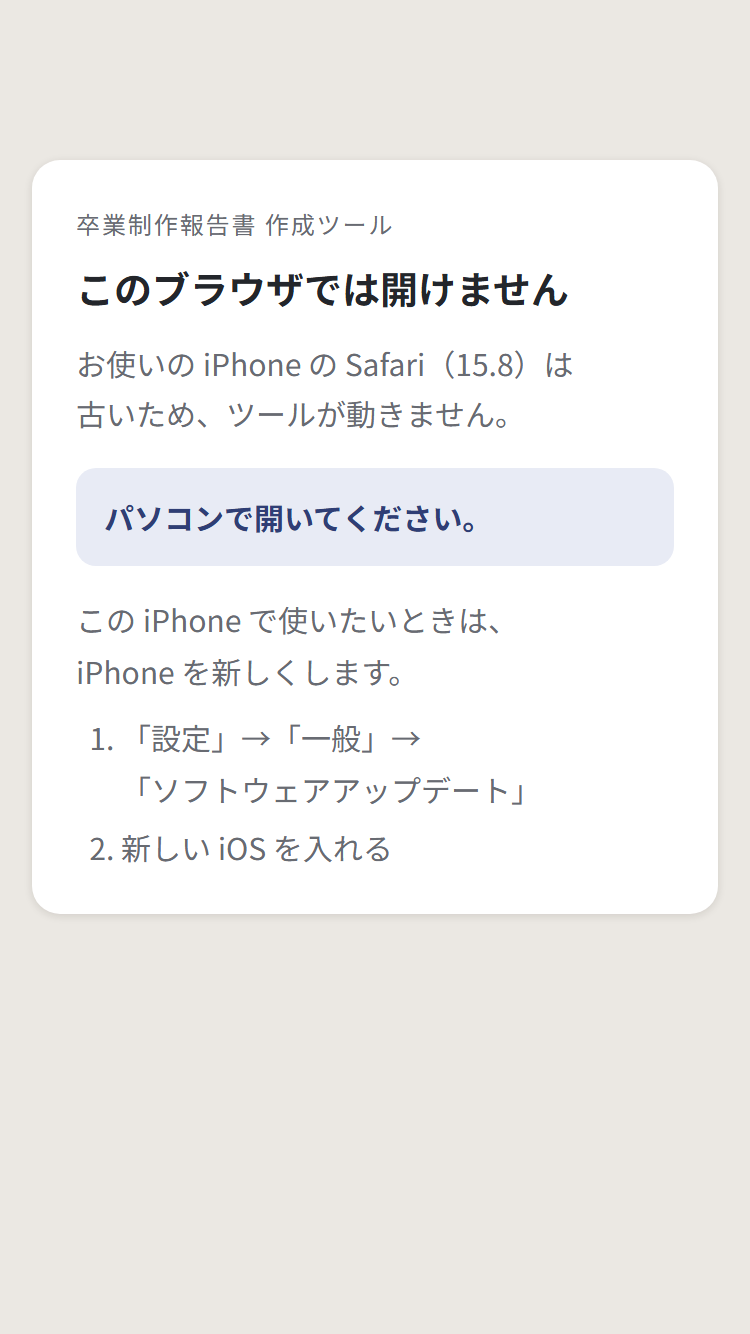 卒業制作報告書 作成ツール
このブラウザでは開けません
お使いの iPhone の Safari（15.8）は
古いため、ツールが動きません。
パソコンで開いてください。
この iPhone で使いたいときは、
iPhone を新しくします。
1. 「設定」→「一般」→
「ソフトウェアアップデート」
2. 新しい iOS を入れる